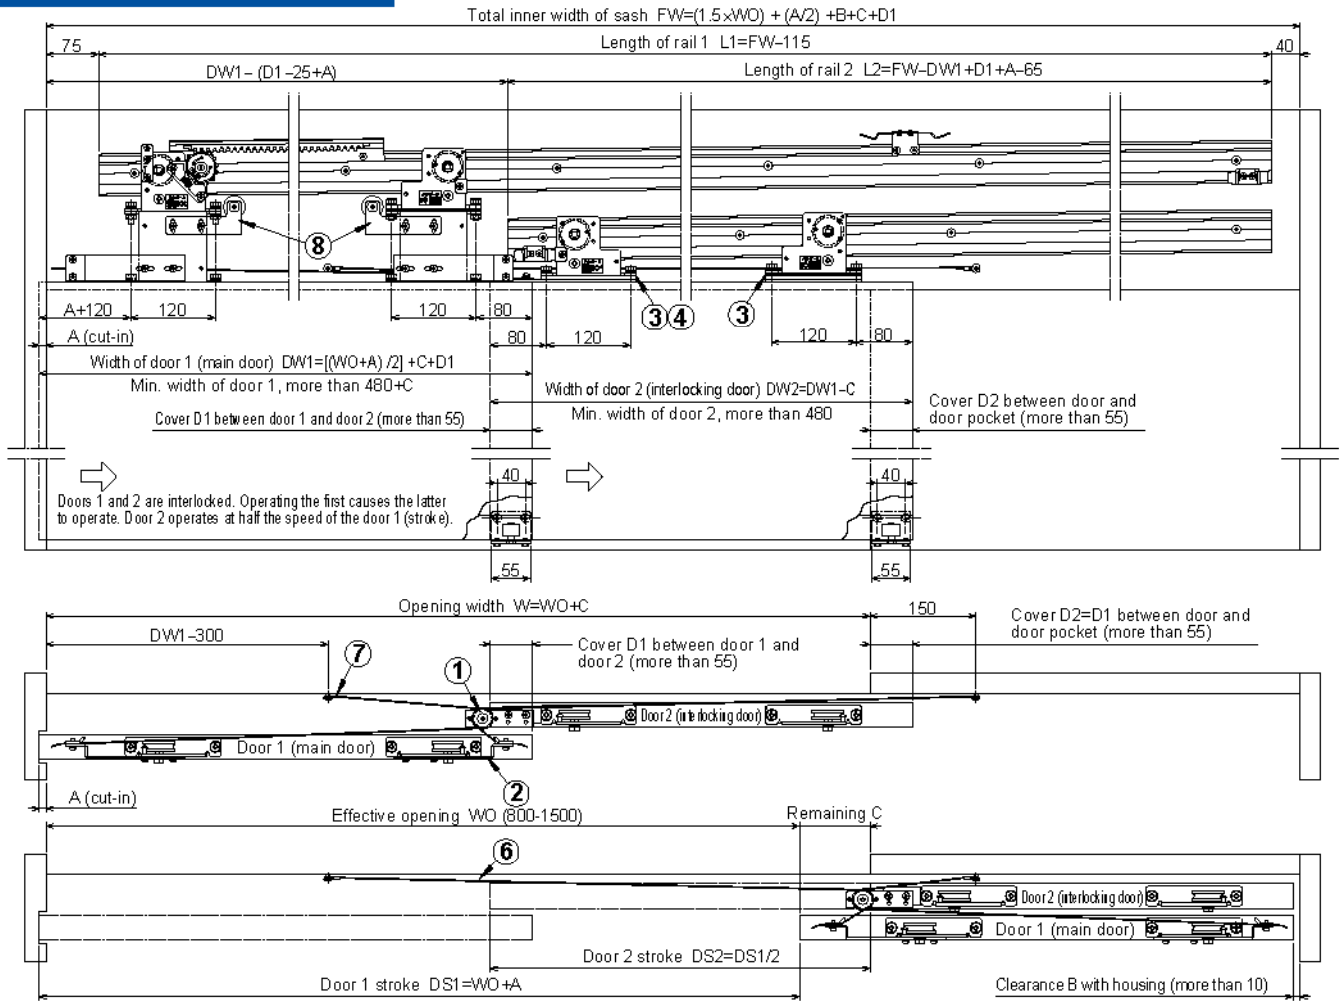 Total inner width of sash FW=(1.5×WO) + (A/2) +B+C+D1
75
Length of rail 1 L1=FW–115
40
DW1– (D1–25+A)
Length of rail 2 L2=FW–DW1+D1+A–65
8
A+120
120
120
80
3 4
3
A (cut-in)
80
120
120
80
Width of door 1 (main door) DW1=[(WO+A) /2] +C+D1
Min. width of door 1, more than 480+C
Width of door 2 (interlocking door) DW2=DW1–C
Min. width of door 2, more than 480
Cover D1 between door 1 and door 2 (more than 55)
Cover D2 between door and
door pocket (more than 55)
40
40
Doors 1 and 2 are interlocked. Operating the first causes the latter
to operate. Door 2 operates at half the speed of the door 1 (stroke).
55
55
Opening width W=WO+C
150
Cover D2=D1 between door and
door pocket (more than 55)
DW1–300
Cover D1 between door 1 and
door 2 (more than 55)
7
1
Door 2 (interlocking door)
Door 1 (main door)
2
A (cut-in)
Effective opening WO (800-1500)
Remaining C
6
Door 2 (interlocking door)
Door 1 (main door)
Door 2 stroke DS2=DS1/2
Door 1 stroke DS1=WO+A
Clearance B with housing (more than 10)